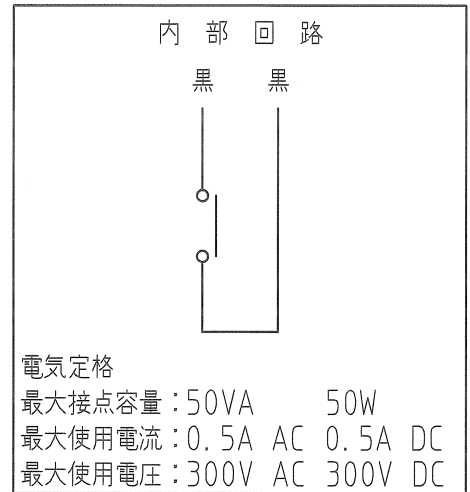 内部回路
黒 黒
電気定格
最大接点容量:50VA 50W
最大使用電流:0.5A AC 0.5A DC
最大使用電圧:300V AC 300V DC